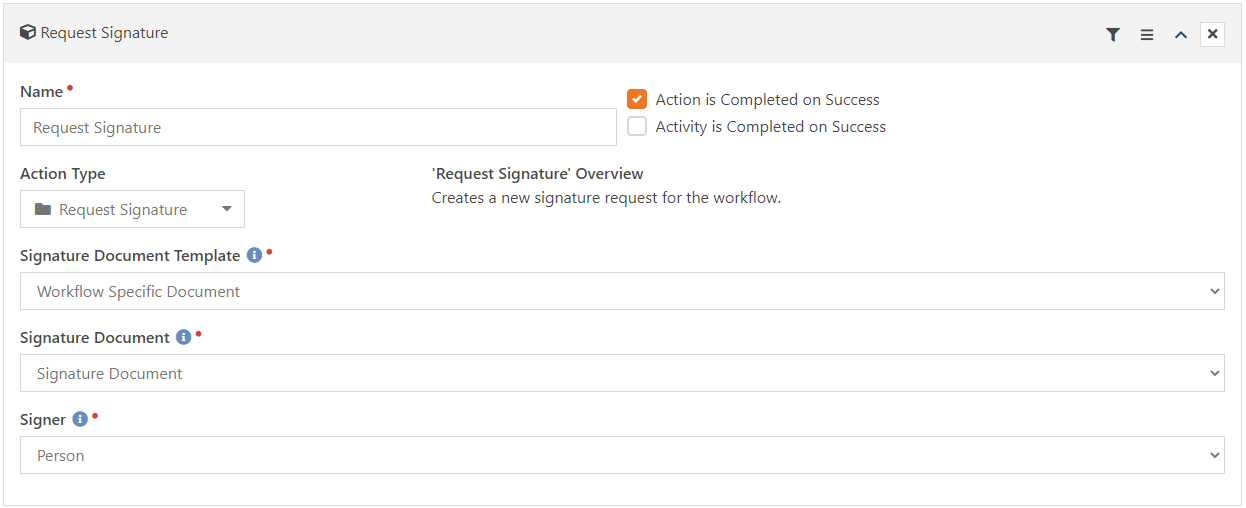 Request Signature
Name
Action is Completed on Success
Request Signature
Activity is Completed on Success
Action Type
'Request Signature' Overview
Request Signature
Creates a new signature request for the workflow.
Signature Document Template
Workflow Specific Document
Signature Document
Signature Document
Signer
Person